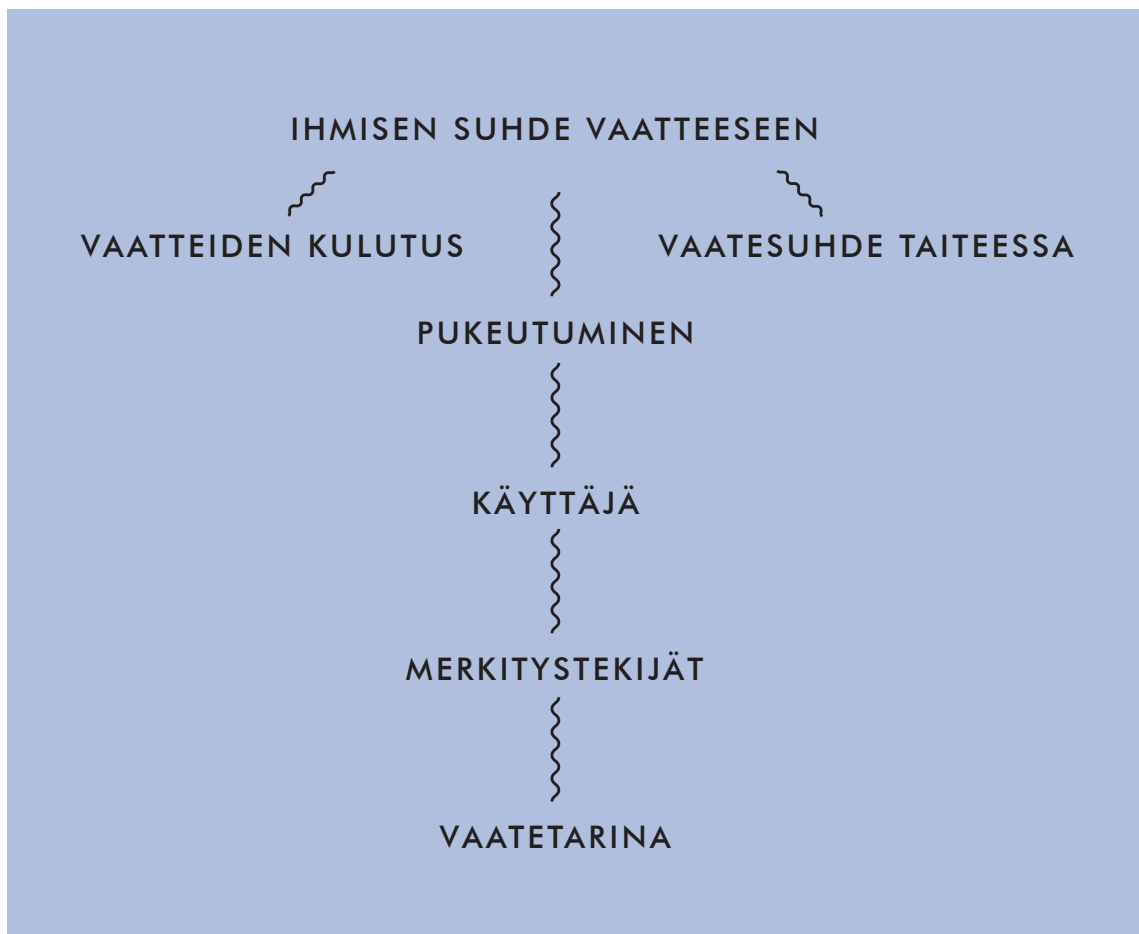 IHMISEN SUHDE VAATTEESEEN
VAATTEIDEN KULUTUS
VAATESUHDE TAITEESSA
PUKEUTUMINEN
KÄYTTÄJÄ
MERKITYSTEKIJÄT
VAATETARINA